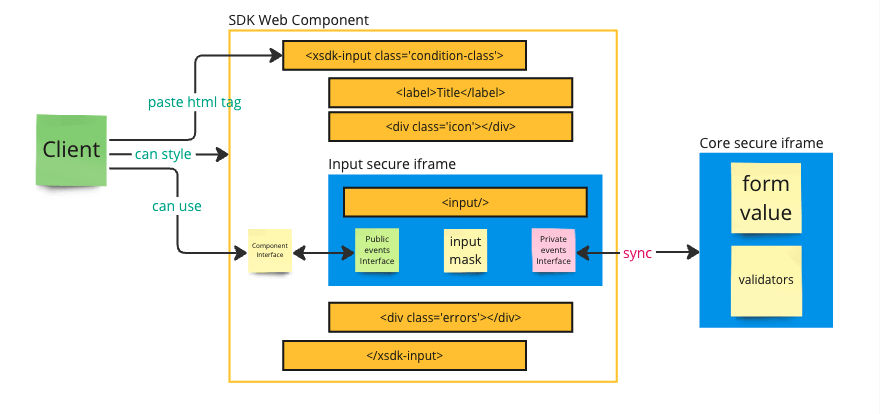 SDK Web Component
<xsdk-input class='condition-class'>
<label>Title</label>
<div class='icon'></div>
paste html tag
Client
can style
can use
Input secure iframe
<input/>
Component
Interface
Public
events
Interface
input
mask
Private
events
Interface
sync
Core secure iframe
form
value
validators
<div class='errors'></div>
</xsdk-input>